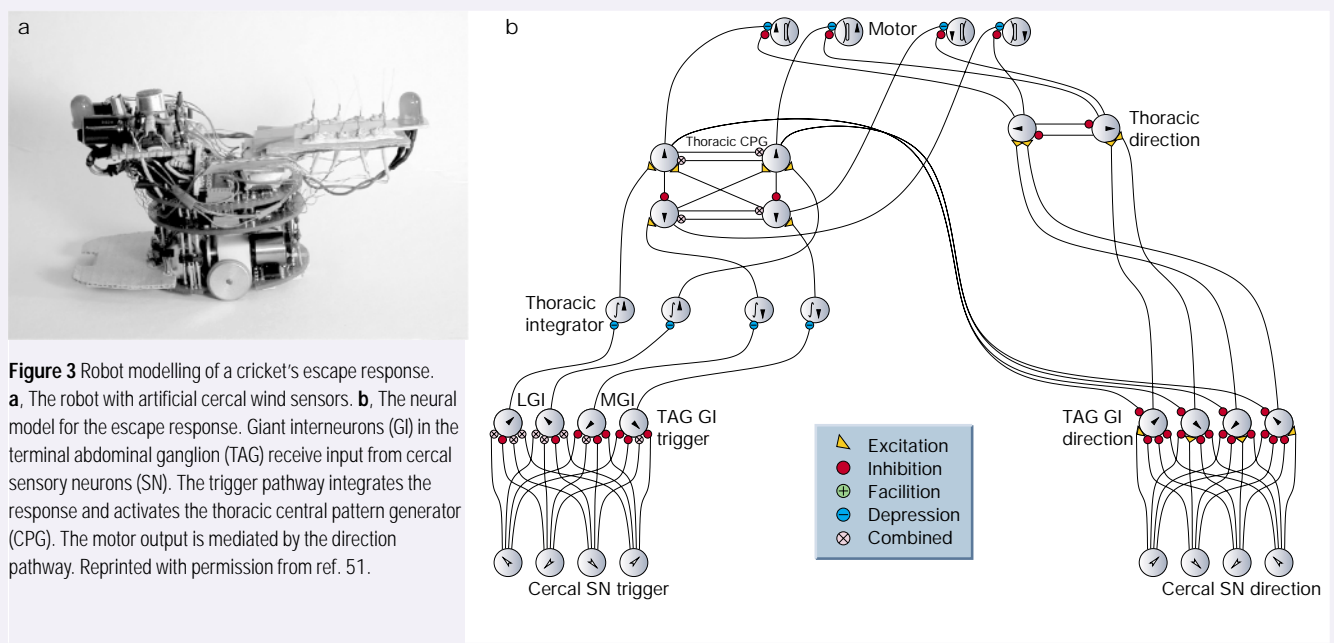 a
Figure 3 Robot modelling of a cricket's escape response.
a, The robot with artificial cercal wind sensors. b, The neural
model for the escape response. Giant interneurons (GI) in the
terminal abdominal ganglion (TAG) receive input from cercal
sensory neurons (SN). The trigger pathway integrates the
response and activates the thoracic central pattern generator
(CPG). The motor output is mediated by the direction
pathway. Reprinted with permission from ref. 51.
b
Motor
Thoracic
direction
Thoracic CPG
Thoracic
integrator
LGI
MGI
TAG GI
trigger
TAG GI
direction
Excitation
Inhibition
Facilition
Depression
Combined
Cercal SN trigger
Cercal SN direction